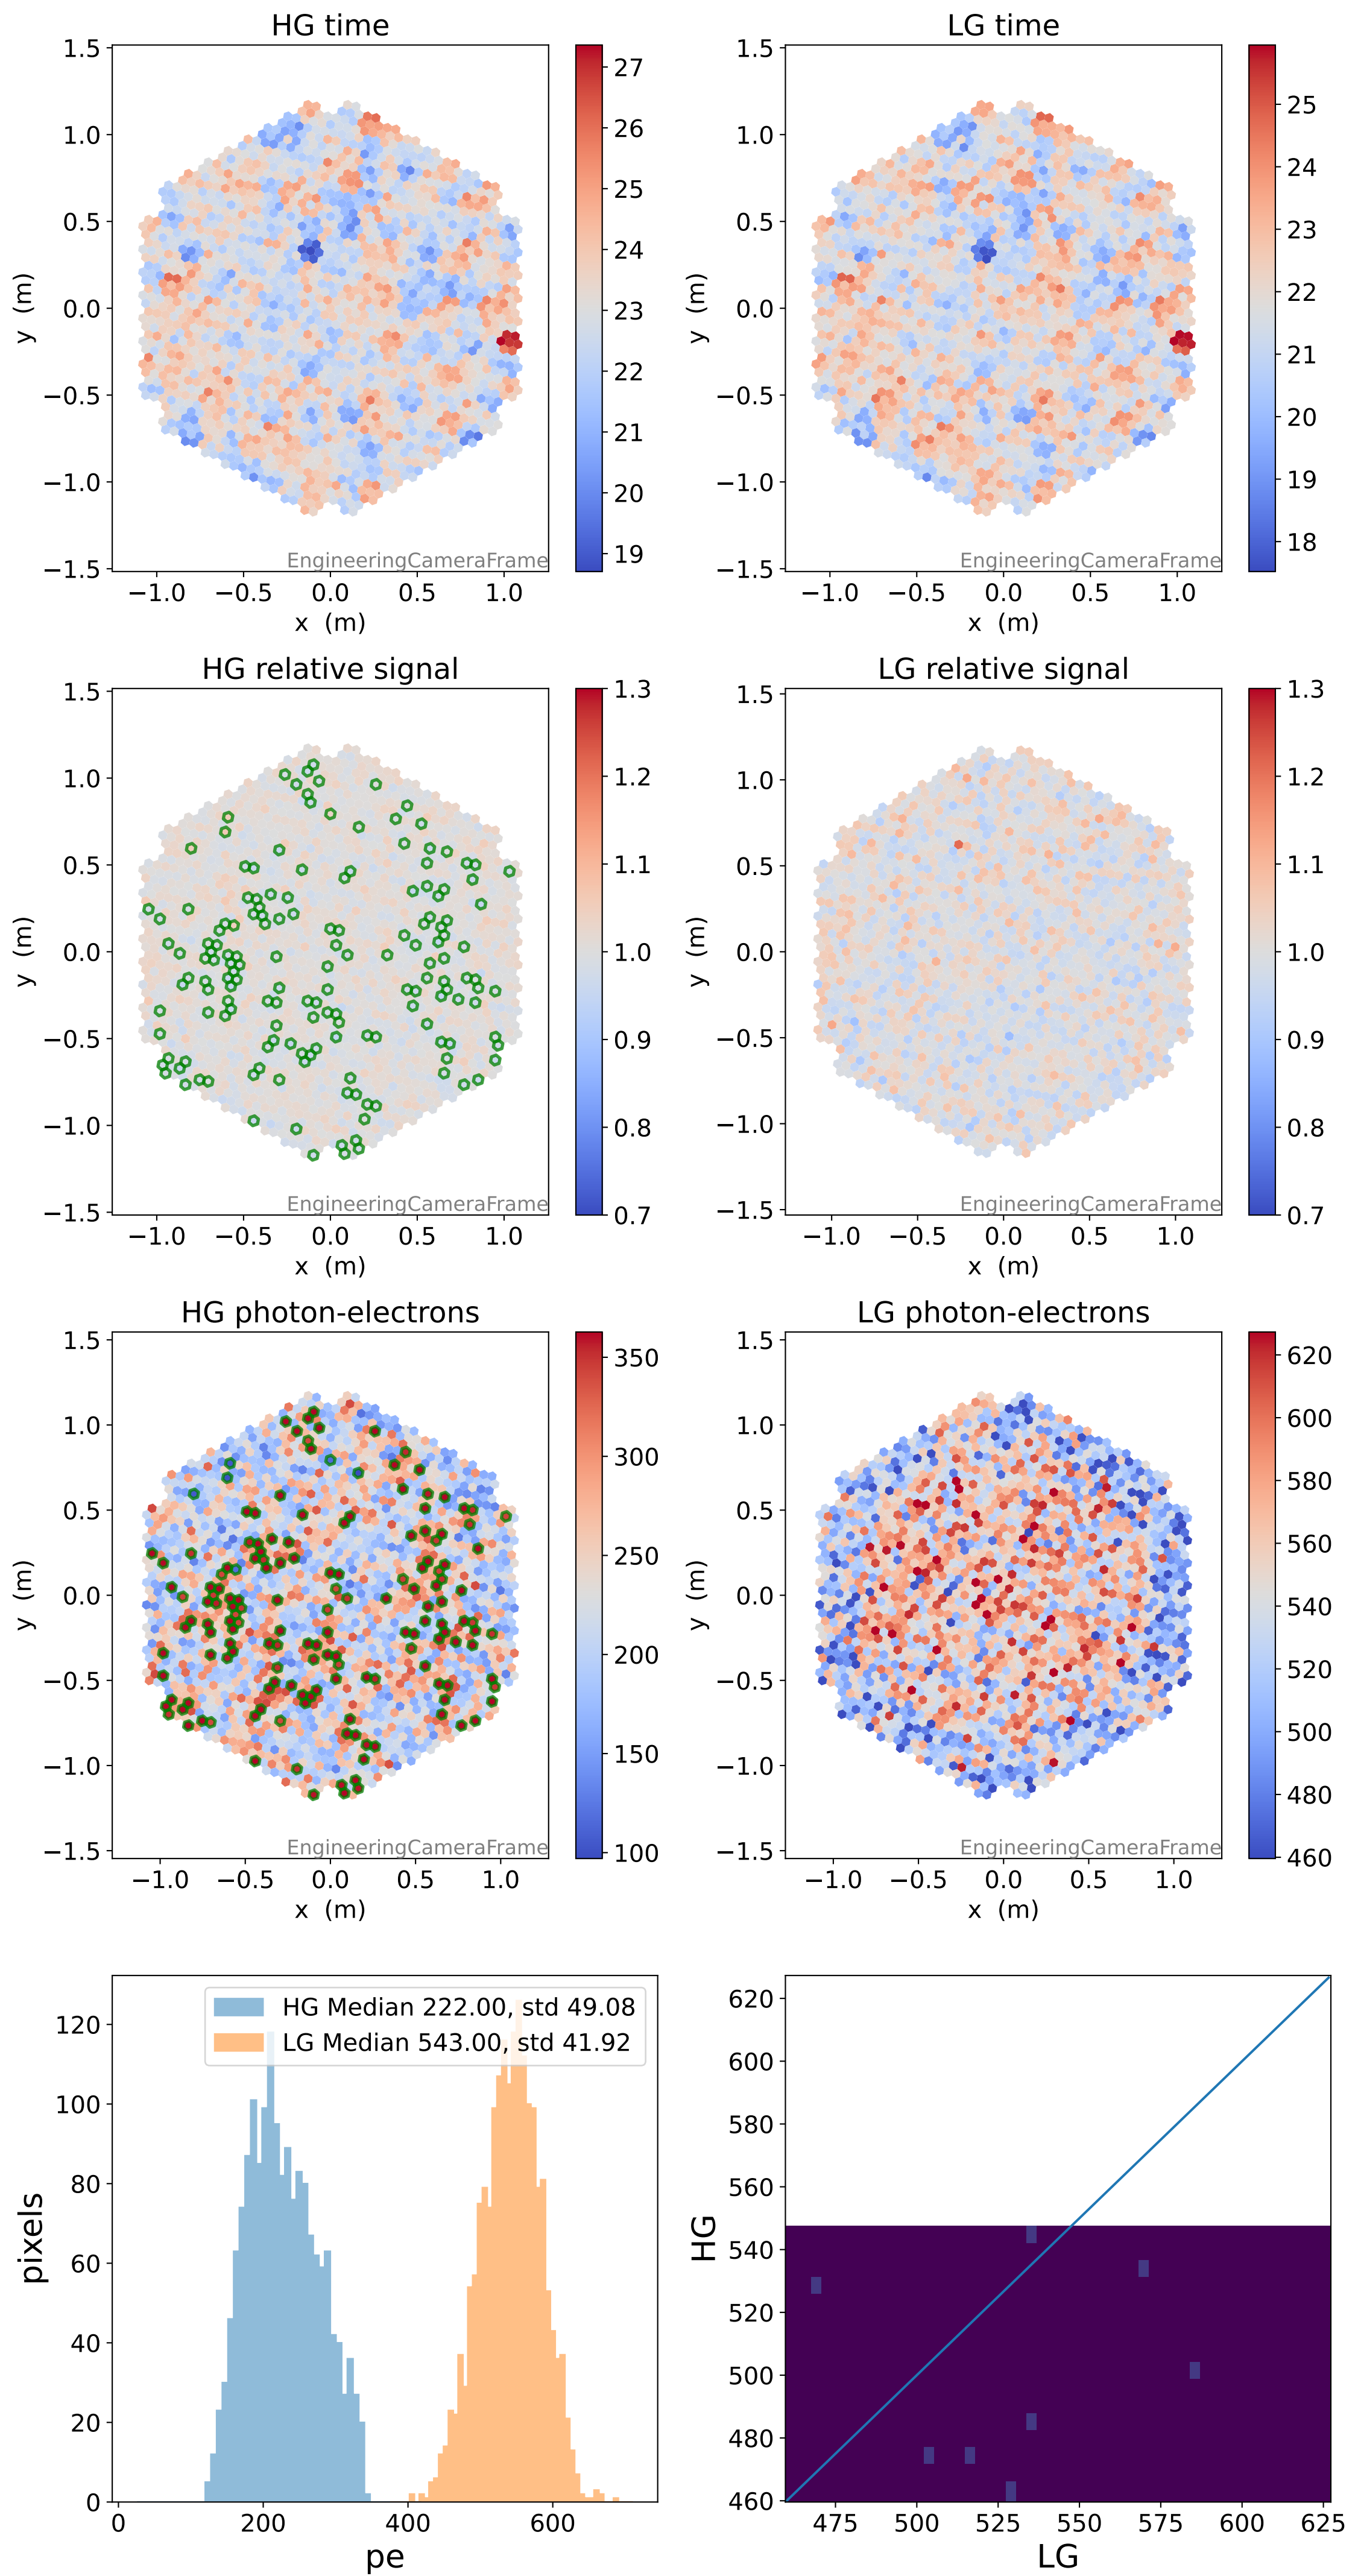 HG time
LG time
1.5
1.0
0.5
0.0
−0.5
−1.0
−1.5
y (m)
−1.0 −0.5 0.0 0.5 1.0
x (m)
EngineeringCameraFrame
27
26
25
24
23
22
21
20
19
1.5
1.0
0.5
0.0
−0.5
−1.0
−1.5
y (m)
−1.0 −0.5 0.0 0.5 1.0
x (m)
EngineeringCameraFrame
25
24
23
22
21
20
19
18
HG relative signal
LG relative signal
1.5
1.0
0.5
0.0
−0.5
−1.0
−1.5
y (m)
−1.0 −0.5 0.0 0.5 1.0
x (m)
EngineeringCameraFrame
1.3
1.2
1.1
1.0
0.9
0.8
0.7
1.5
1.0
0.5
0.0
−0.5
−1.0
−1.5
y (m)
−1.0 −0.5 0.0 0.5 1.0
x (m)
EngineeringCameraFrame
1.3
1.2
1.1
1.0
0.9
0.8
0.7
HG photon-electrons
LG photon-electrons
1.5
1.0
0.5
0.0
−0.5
−1.0
−1.5
y (m)
−1.0 −0.5 0.0 0.5 1.0
x (m)
EngineeringCameraFrame
350
300
250
200
150
100
1.5
1.0
0.5
0.0
−0.5
−1.0
−1.5
y (m)
−1.0 −0.5 0.0 0.5 1.0
x (m)
EngineeringCameraFrame
620
600
580
560
540
520
500
480
460
HG Median 222.00, std 49.08
LG Median 543.00, std 41.92
120
100
80
60
40
20
0
pixels
0 200 400 600
pe
620
600
580
560
540
520
500
480
460
HG
475 500 525 550 575 600 625
LG